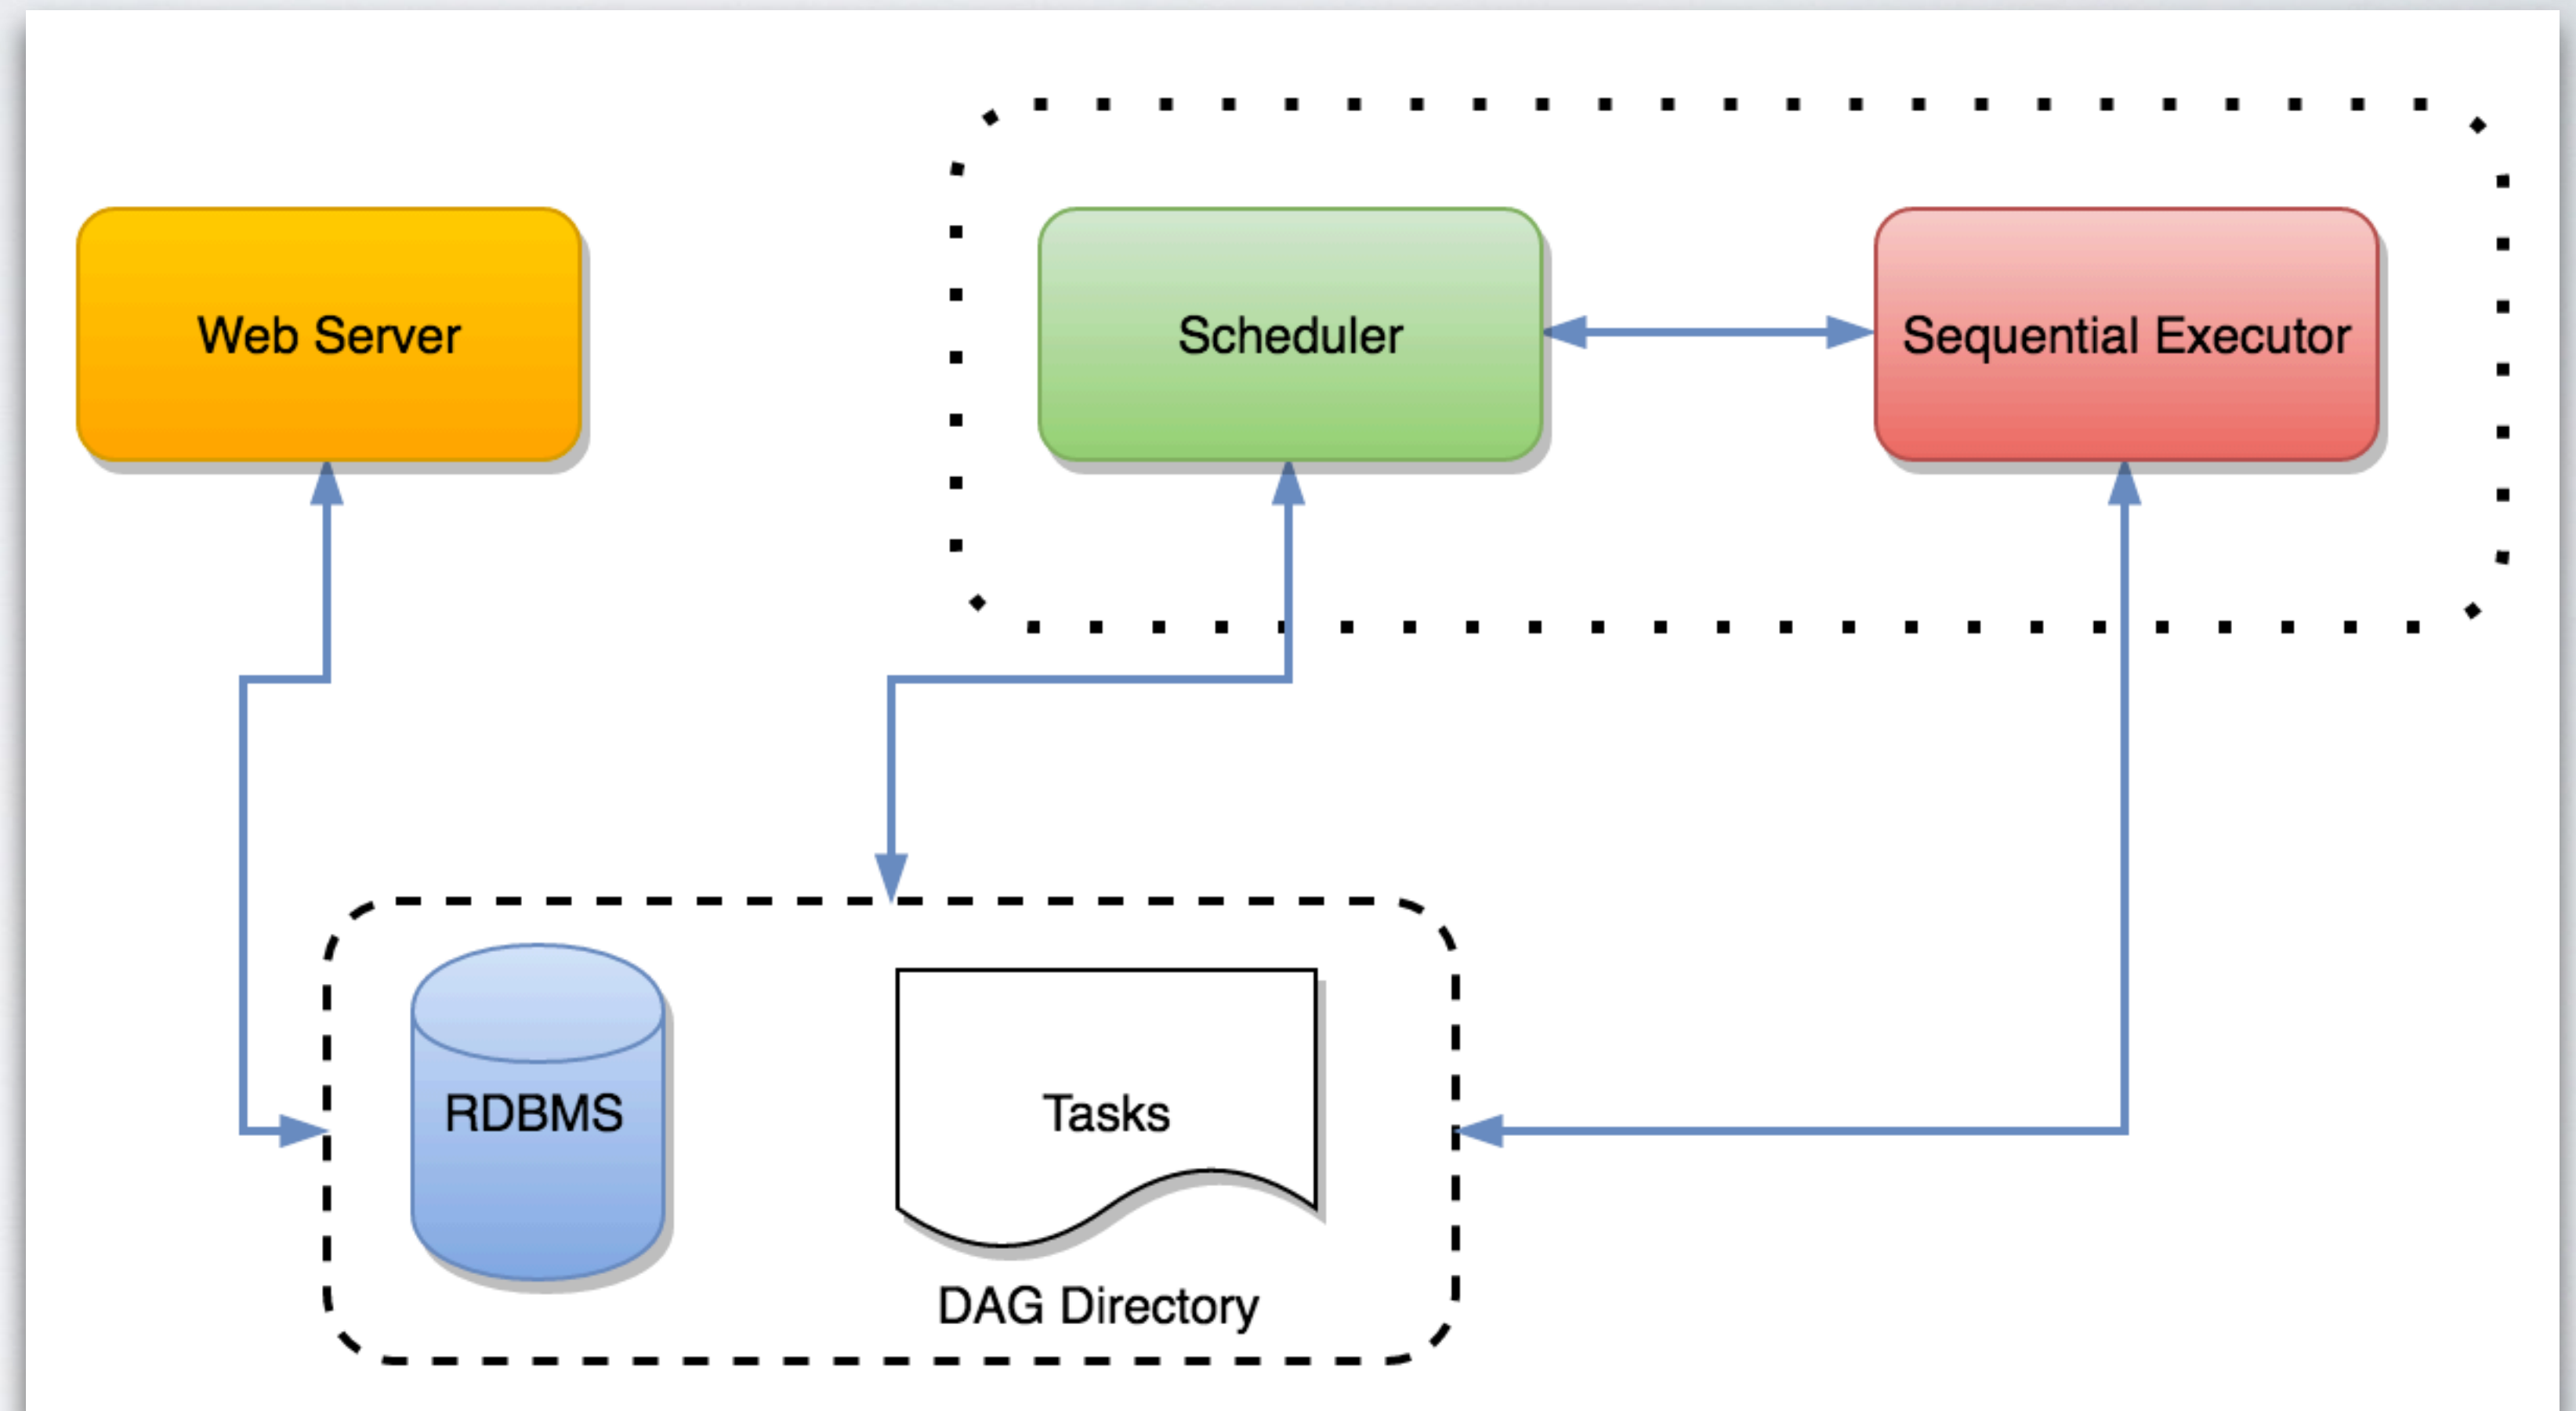 Web Server
Scheduler
Sequential Executor
RDBMS
Tasks
DAG Directory